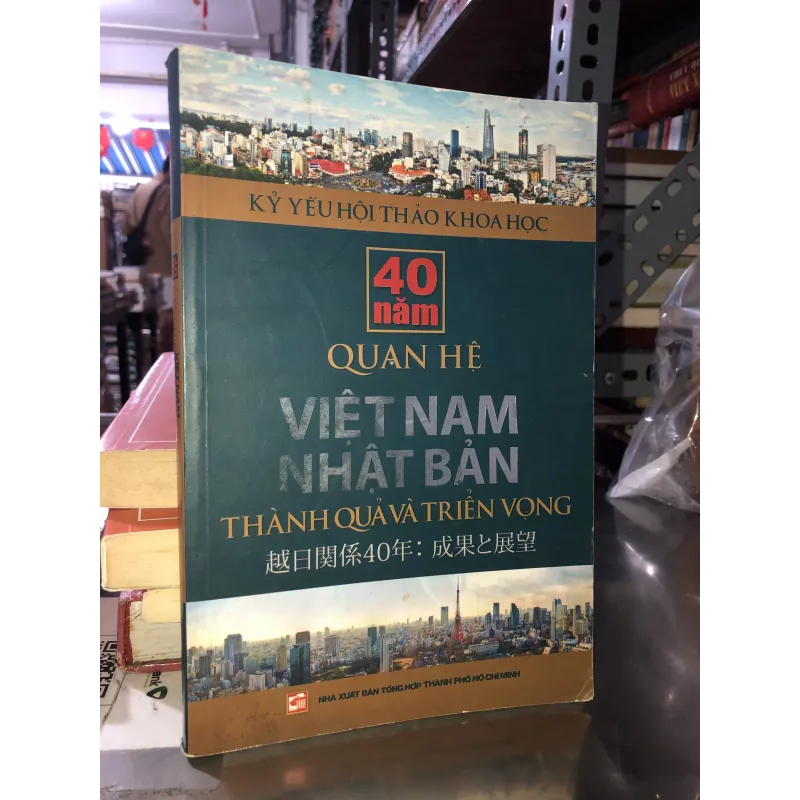 KỶ YẾU HỘI THẢO KHOA HỌC
40
năm
QUAN HỆ
VIỆT NAM
NHẬT BẢN
THÀNH QUẢ VÀ TRIỂN VỌNG
越日関係40年：成果と展望
NHÀ XUẤT BẢN TỔNG HỢP THÀNH PHỐ HỒ CHÍ MINH